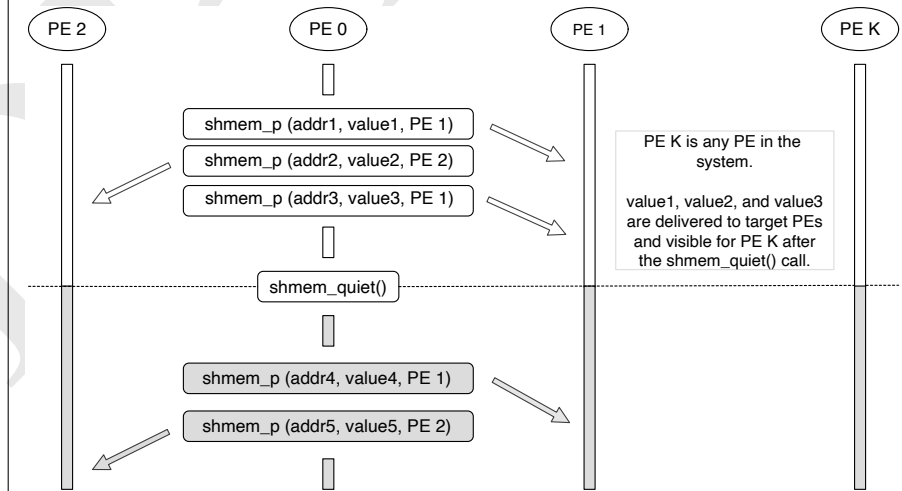 PE 2
PE 0
PE 1
PE K
shmem_p (addr1, value1, PE 1)
shmem_p (addr2, value2, PE 2)
shmem_p (addr3, value3, PE 1)
PE K is any PE in the
system.
value1, value2, and value3
are delivered to target PEs
and visible for PE K after
the shmem_quiet() call.
shmem_quiet()
shmem_p (addr4, value4, PE 1)
shmem_p (addr5, value5, PE 2)